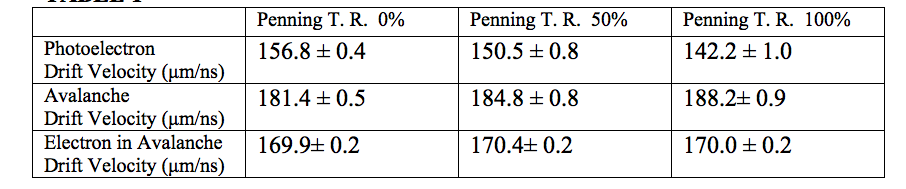 Penning T. R.  0% Penning T. R.  50% Penning T. R.  100%
Photoelectron
Drift Velocity (μm/ns) 156.8 ± 0.4 150.5 ± 0.8 142.2 ± 1.0
Avalanche
Drift Velocity (μm/ns) 181.4 ± 0.5 184.8 ± 0.8 188.2± 0.9
Electron in Avalanche
Drift Velocity (μm/ns) 169.9± 0.2 170.4± 0.2 170.0 ± 0.2